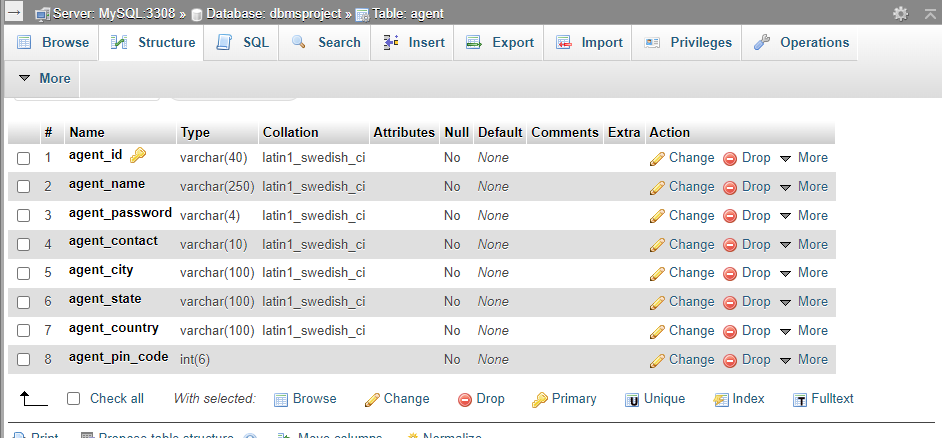 Server: MySQL:3308 » Database: dbmsproject » Table: agent
Browse Structure SQL Search Insert Export Import Privileges Operations
More
# Name Type Collation Attributes Null Default Comments Extra Action
1 agent_id varchar(40) latin1_swedish_ci No None Change Drop More
2 agent_name varchar(250) latin1_swedish_ci No None Change Drop More
3 agent_password varchar(4) latin1_swedish_ci No None Change Drop More
4 agent_contact varchar(10) latin1_swedish_ci No None Change Drop More
5 agent_city varchar(100) latin1_swedish_ci No None Change Drop More
6 agent_state varchar(100) latin1_swedish_ci No None Change Drop More
7 agent_country varchar(100) latin1_swedish_ci No None Change Drop More
8 agent_pin_code int(6) No None Change Drop More
Check all With selected: Browse Change Drop Primary Unique Index Fulltext
Print Propose table structure Move columns Normalize